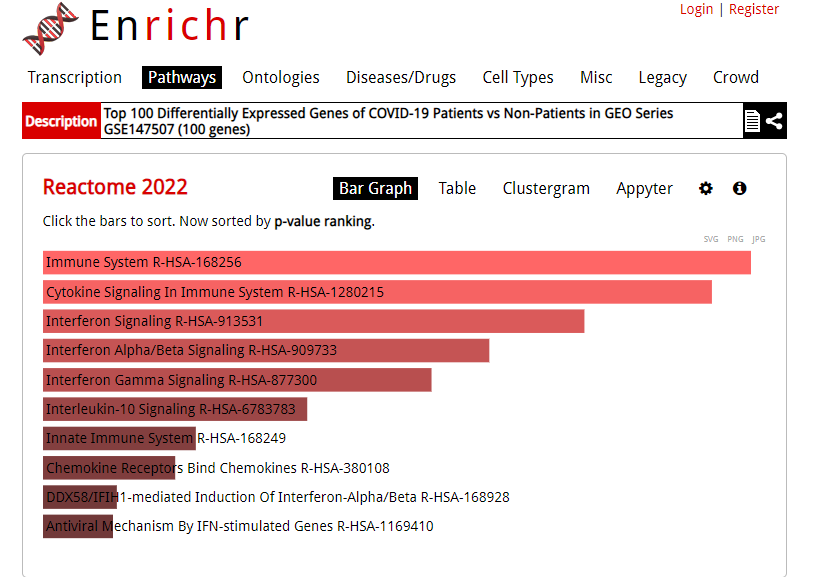 Login | Register
Enrichr
Transcription Pathways Ontologies Diseases/Drugs Cell Types Misc Legacy Crowd
Description Top 100 Differentially Expressed Genes of COVID-19 Patients vs Non-Patients in GEO Series
GSE147507 (100 genes)
Reactome 2022 Bar Graph Table Clustergram Appyter
Click the bars to sort. Now sorted by p-value ranking.
SVG PNG JPG
Immune System R-HSA-168256
Cytokine Signaling In Immune System R-HSA-1280215
Interferon Signaling R-HSA-913531
Interferon Alpha/Beta Signaling R-HSA-909733
Interferon Gamma Signaling R-HSA-877300
Interleukin-10 Signaling R-HSA-6783783
Innate Immune System R-HSA-168249
Chemokine Receptors Bind Chemokines R-HSA-380108
DDX58/IFIH1-mediated Induction Of Interferon-Alpha/Beta R-HSA-168928
Antiviral Mechanism By IFN-stimulated Genes R-HSA-1169410